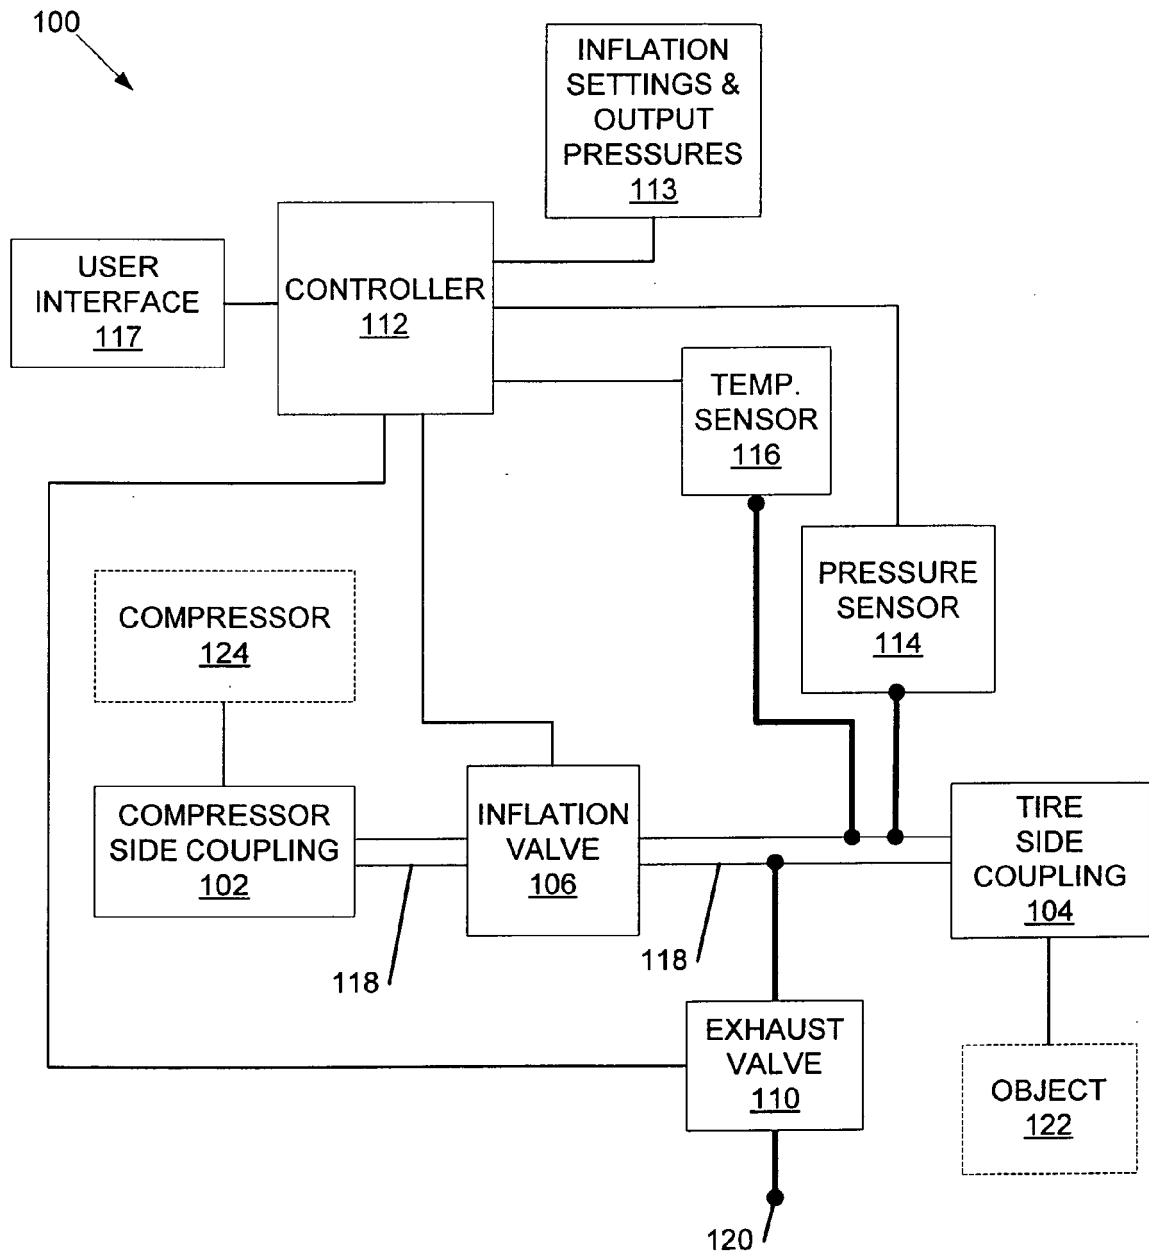 100
INFLATION
SETTINGS &
OUTPUT
PRESSURES
113
USER
INTERFACE
117
CONTROLLER
112
TEMP.
SENSOR
116
PRESSURE
SENSOR
114
COMPRESSOR
124
COMPRESSOR
SIDE COUPLING
102
INFLATION
VALVE
106
TIRE
SIDE
COUPLING
104
118
118
EXHAUST
VALVE
110
OBJECT
122
120